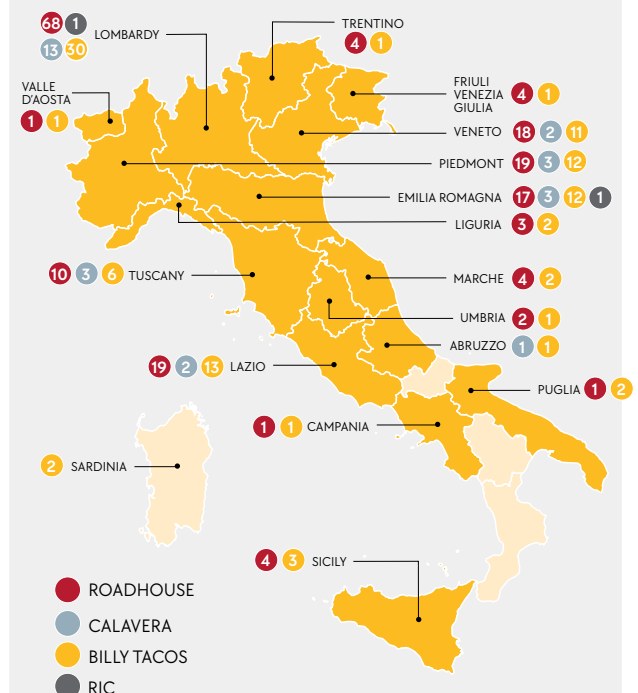 68 1
LOMBARDY
13 30
TRENTINO
4 1
VALLE
D'AOSTA
1 1
FRIULI
VENEZIA
GIULIA
4 1
VENETO 18 2 11
PIEDMONT 19 3 12
EMILIA ROMAGNA 17 3 12 1
LIGURIA 3 2
10 3 6 TUSCANY
MARCHE 4 2
UMBRIA 2 1
ABRUZZO 1 1
19 2 13 LAZIO
PUGLIA 1 2
1 1 CAMPANIA
2 SARDINIA
4 3 SICILY
ROADHOUSE
CALAVERA
BILLY TACOS
RIC